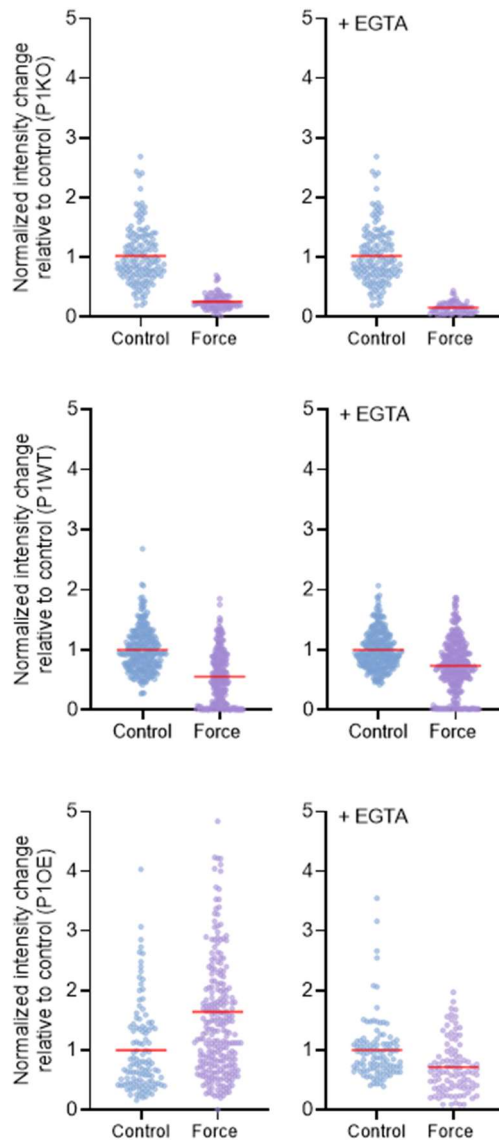 Normalized intensity change
relative to control (P1KO)
5
4
3
2
1
0
Control Force
+ EGTA
5
4
3
2
1
0
Control Force
Normalized intensity change
relative to control (P1WT)
5
4
3
2
1
0
Control Force
+ EGTA
5
4
3
2
1
0
Control Force
Normalized intensity change
relative to control (P1OE)
5
4
3
2
1
0
Control Force
+ EGTA
5
4
3
2
1
0
Control Force